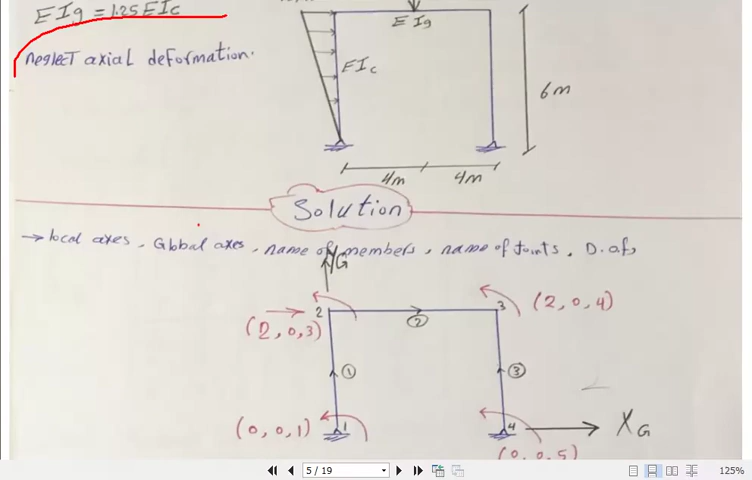 EIg = 1.25 EIc
neglect axial deformation.
EIg
EIc
6m
4m 4m
Solution
→ local axes, Global axes, name of members, name of Joints, D.ofs
YG
2 3
(2, 0, 3)
(2, 0, 4)
2
1 3
(0, 0, 1)
1 4
XG
(0, 0, 5)
5 / 19
125%